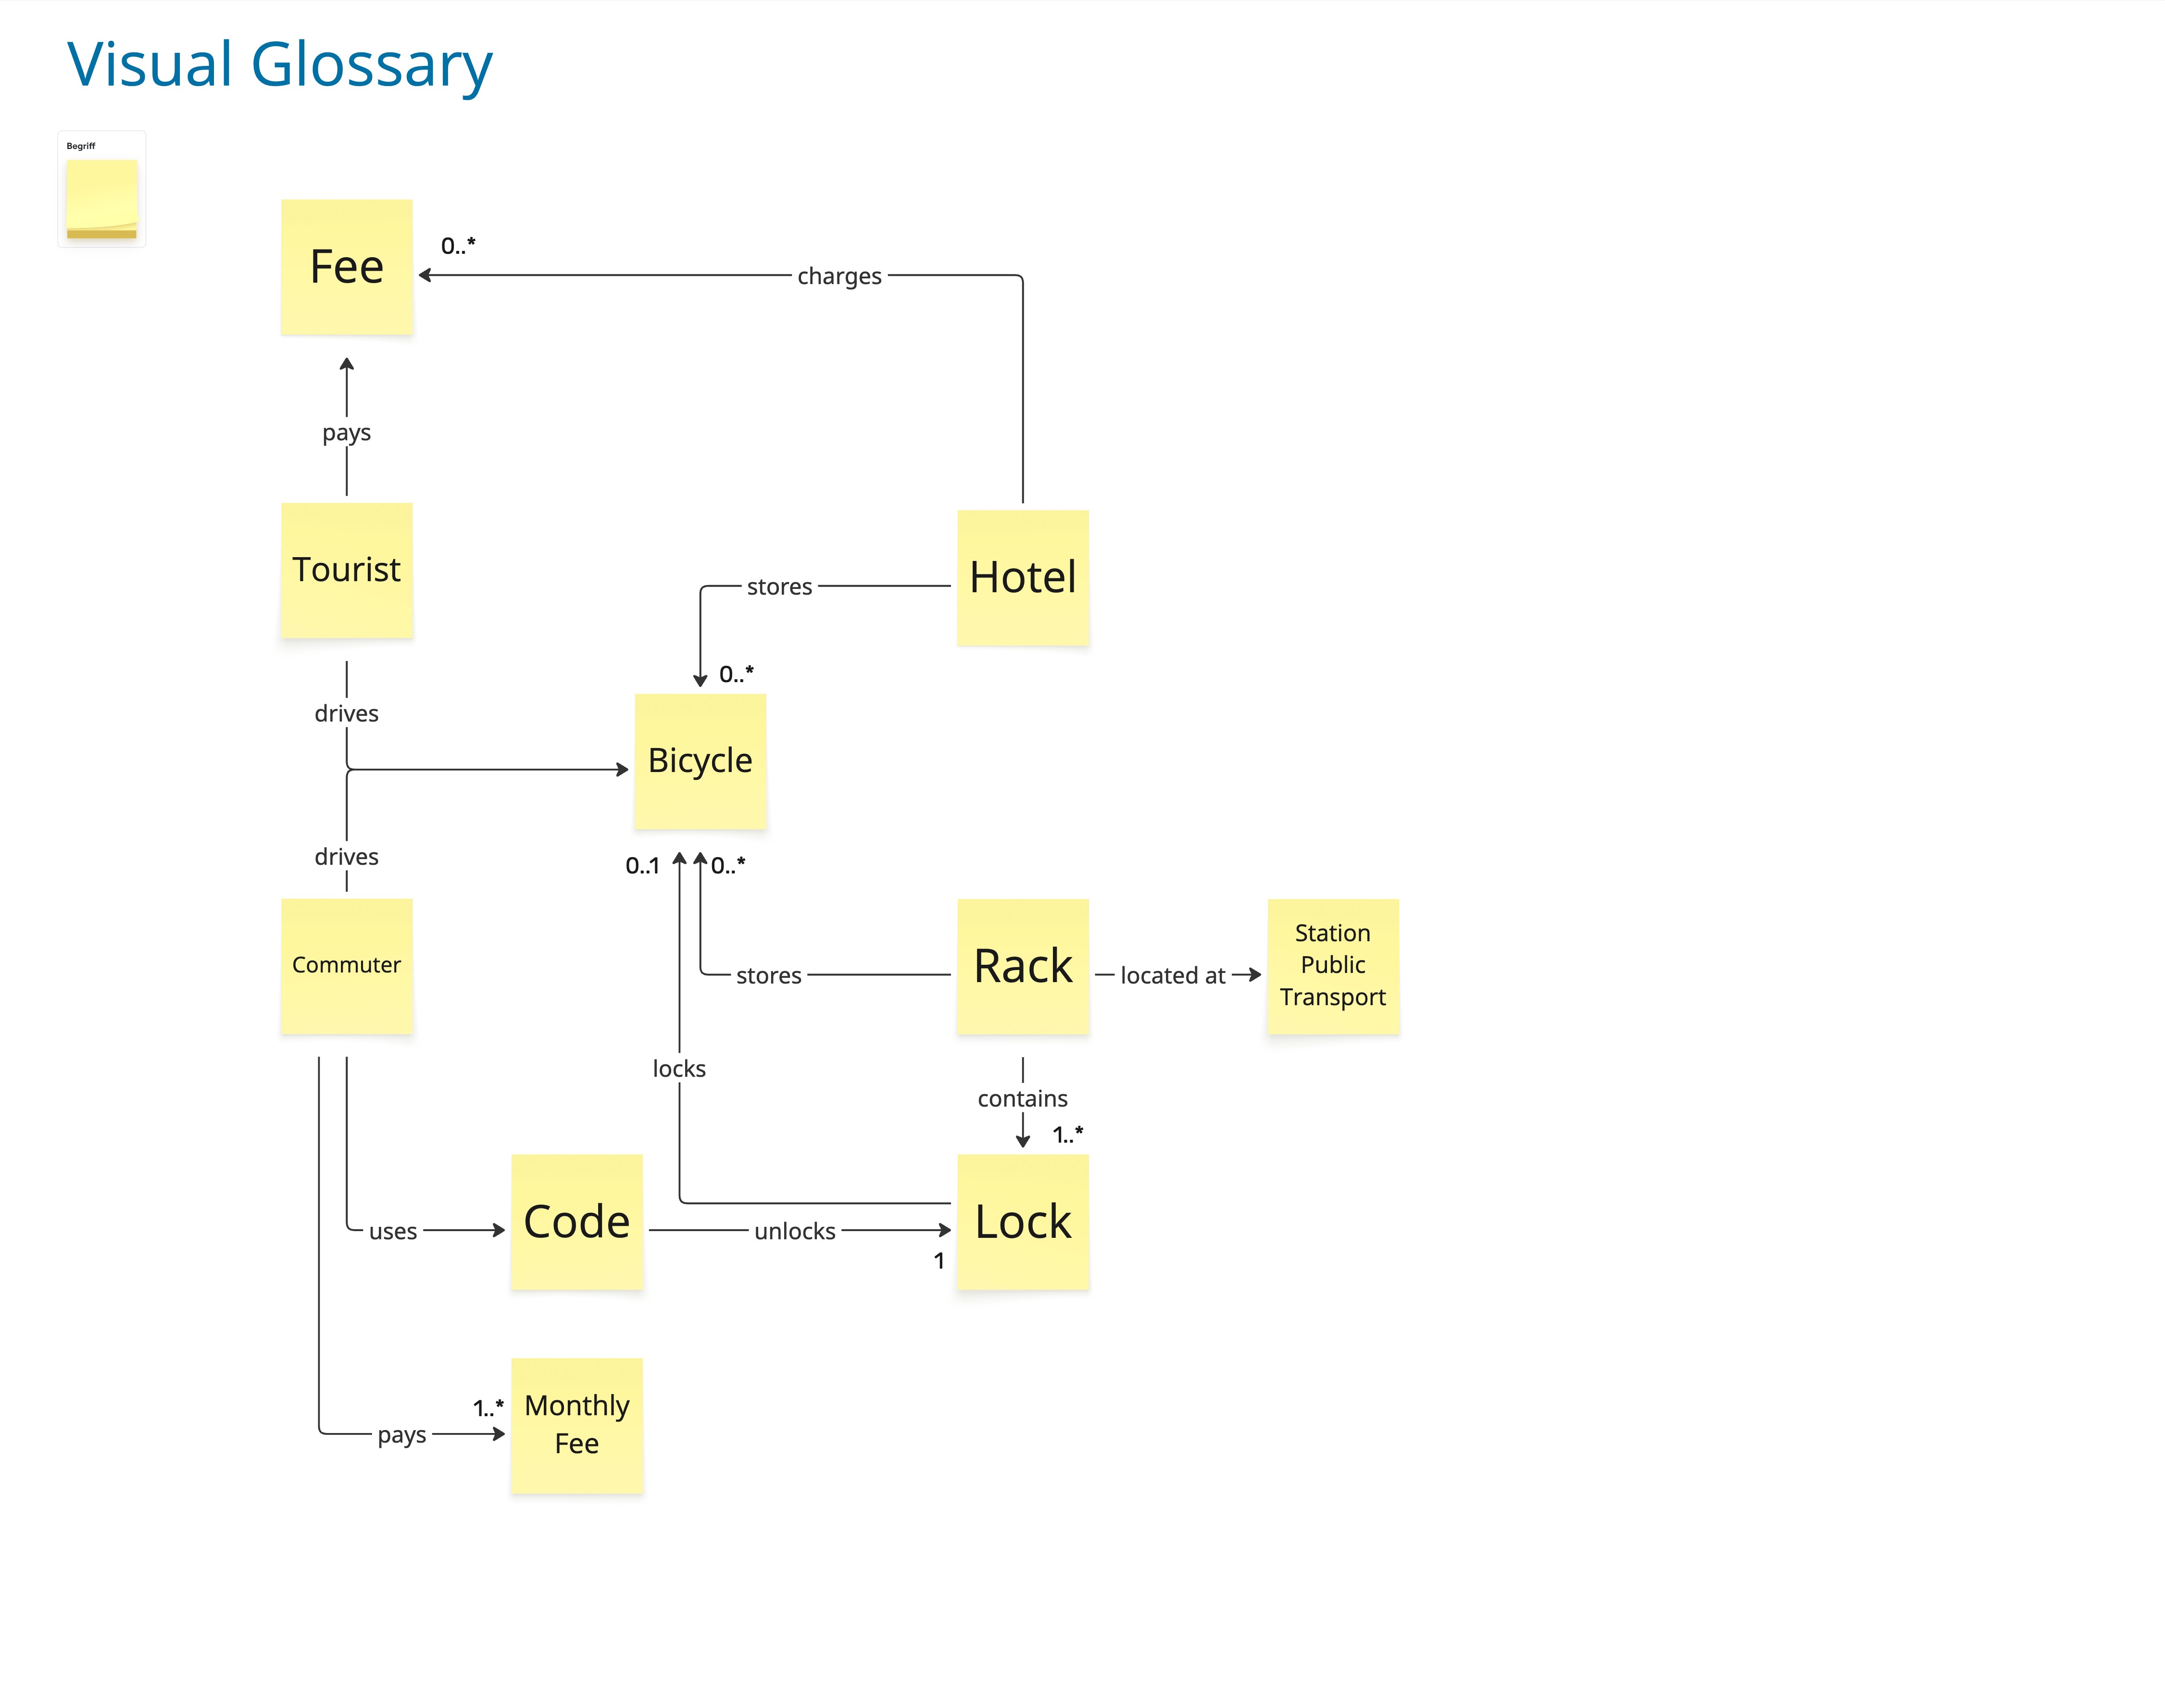 Visual Glossary
Begriff
Fee
0..*
charges
pays
Tourist
Hotel
stores
0..*
drives
Bicycle
drives
0..1
0..*
Commuter
stores
Rack
located at
Station
Public
Transport
locks
contains
1..*
uses
Code
unlocks
Lock
1
Monthly
Fee
1..*
pays